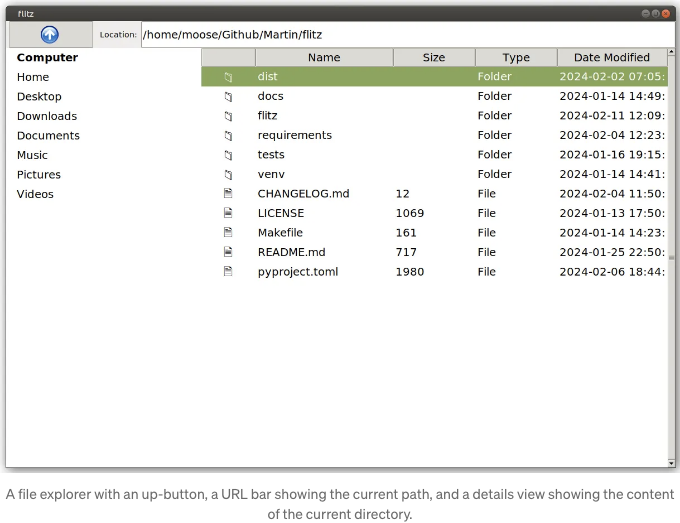 flitz
Location: /home/moose/Github/Martin/flitz
Computer
Home
Desktop
Downloads
Documents
Music
Pictures
Videos
Name Size Type Date Modified
dist Folder 2024-02-02 07:05:
docs Folder 2024-01-14 14:49:
flitz Folder 2024-02-11 12:09:
requirements Folder 2024-02-04 12:23:
tests Folder 2024-01-16 19:15:
venv Folder 2024-01-14 14:41:
CHANGELOG.md 12 File 2024-02-04 11:50:
LICENSE 1069 File 2024-01-13 17:50:
Makefile 161 File 2024-01-14 14:23:
README.md 717 File 2024-01-25 22:50:
pyproject.toml 1980 File 2024-02-06 18:44:
A file explorer with an up-button, a URL bar showing the current path, and a details view showing the content
of the current directory.